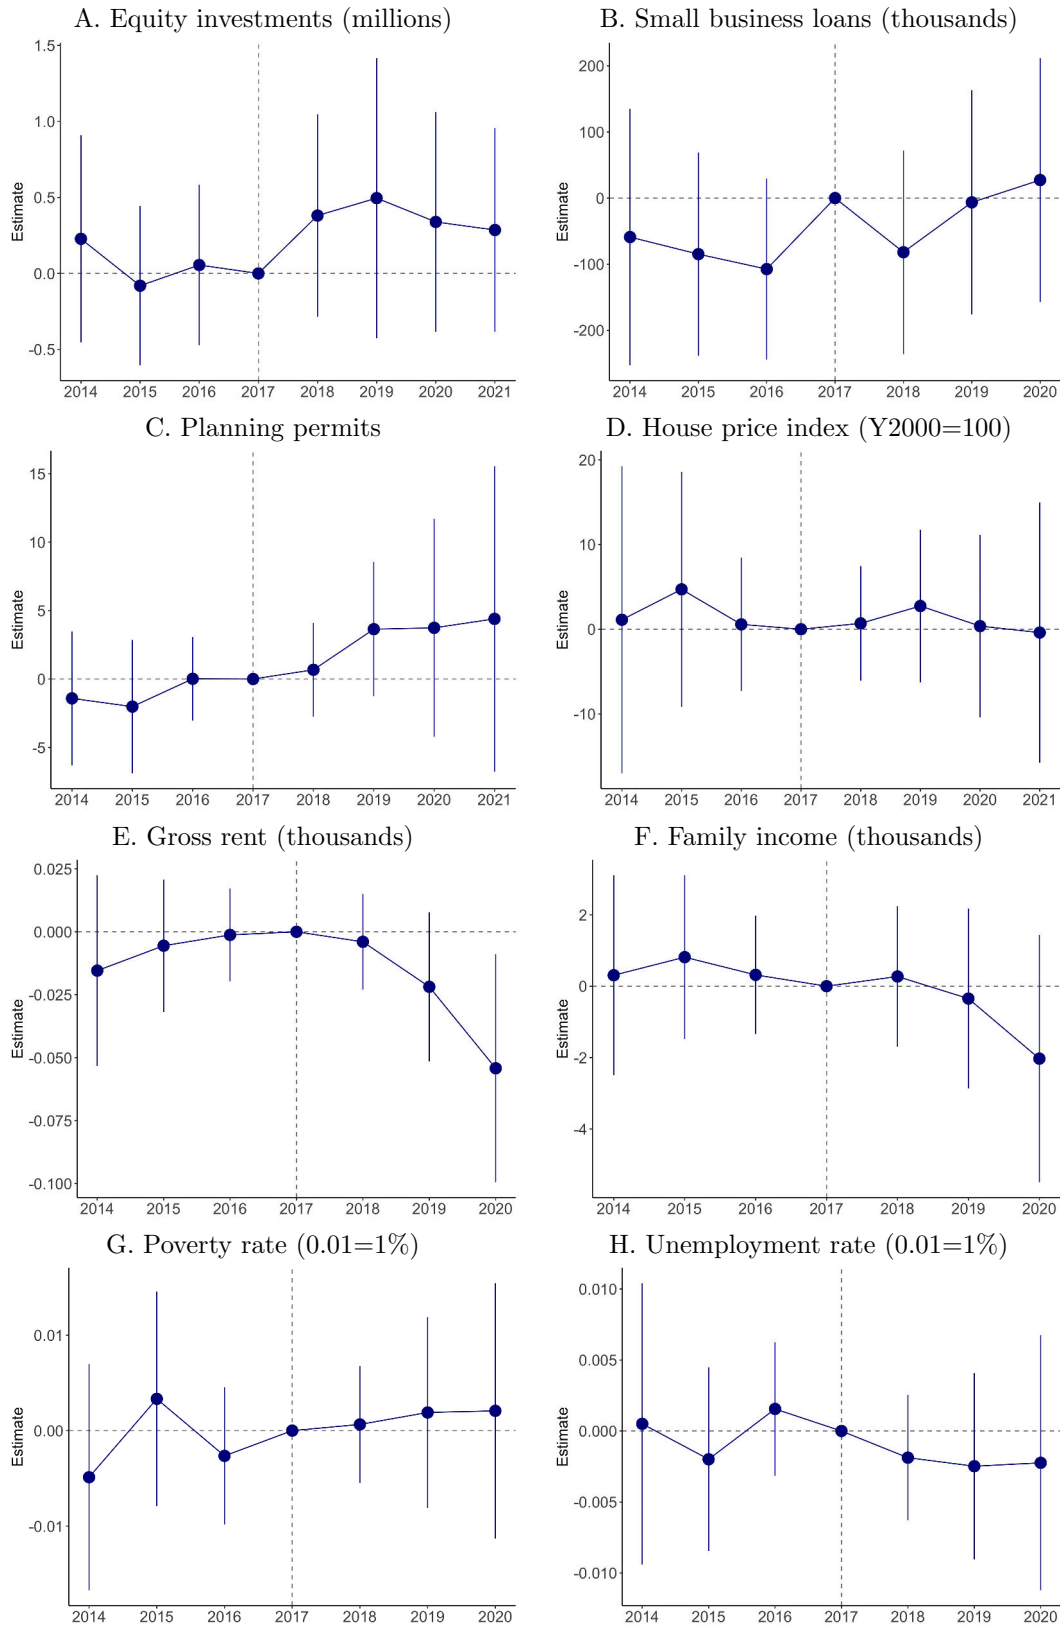 A. Equity investments (millions)
1.5
1.0
0.5
0.0
-0.5
Estimate
2014 2015 2016 2017 2018 2019 2020 2021
B. Small business loans (thousands)
200
100
0
-100
-200
Estimate
2014 2015 2016 2017 2018 2019 2020
C. Planning permits
15
10
5
0
-5
Estimate
2014 2015 2016 2017 2018 2019 2020 2021
D. House price index (Y2000=100)
20
10
0
-10
Estimate
2014 2015 2016 2017 2018 2019 2020 2021
E. Gross rent (thousands)
0.025
0.000
-0.025
-0.050
-0.075
-0.100
Estimate
2014 2015 2016 2017 2018 2019 2020
F. Family income (thousands)
2
0
-2
-4
Estimate
2014 2015 2016 2017 2018 2019 2020
G. Poverty rate (0.01=1%)
0.01
0.00
-0.01
Estimate
2014 2015 2016 2017 2018 2019 2020
H. Unemployment rate (0.01=1%)
0.010
0.005
0.000
-0.005
-0.010
Estimate
2014 2015 2016 2017 2018 2019 2020